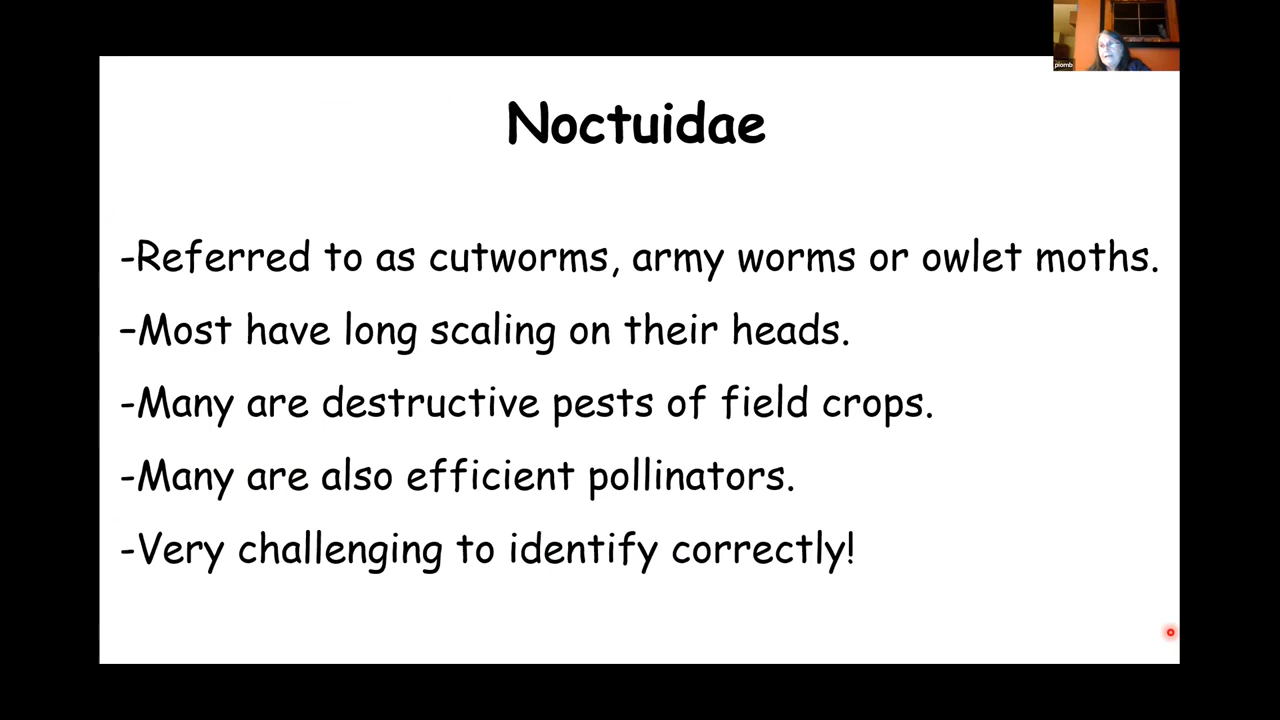 piomb
Noctuidae
-Referred to as cutworms, army worms or owlet moths.
-Most have long scaling on their heads.
-Many are destructive pests of field crops.
-Many are also efficient pollinators.
-Very challenging to identify correctly!